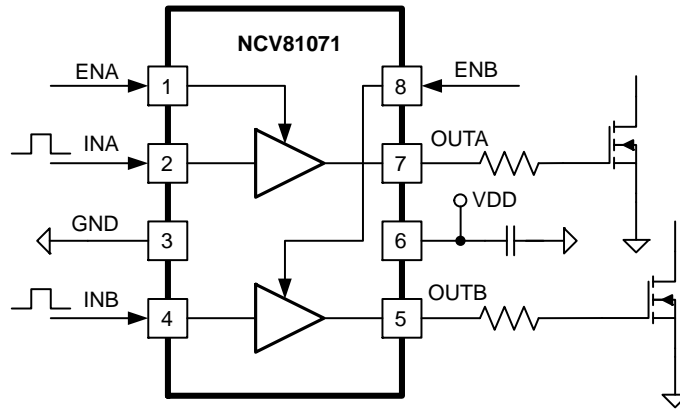 NCV81071
ENA 1 8 ENB
INA 2 7 OUTA
GND 3 6 VDD
INB 4 5 OUTB